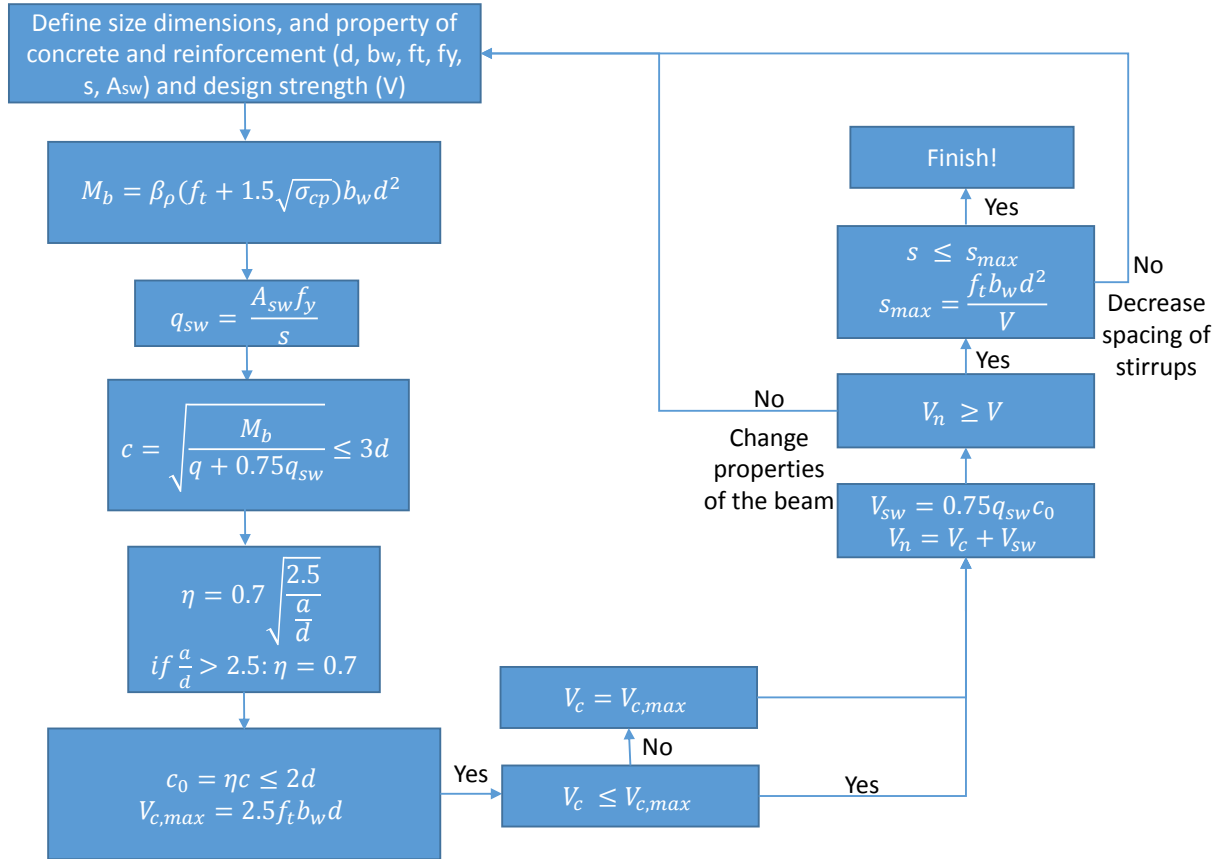 Define size dimensions, and property of
concrete and reinforcement (d, bw, ft, fy,
s, Asw) and design strength (V)
M_b = β_ρ(f_t + 1.5√σ_cp)b_w d²
q_sw = A_sw f_y / s
c = √(M_b / (q + 0.75q_sw)) ≤ 3d
η = 0.7 √(2.5 / (a/d))
if a/d > 2.5: η = 0.7
c_0 = ηc ≤ 2d
V_c,max = 2.5f_t b_w d
Yes
V_c ≤ V_c,max
No
V_c = V_c,max
Yes
V_sw = 0.75q_sw c_0
V_n = V_c + V_sw
V_n ≥ V
No
Change
properties
of the beam
Yes
s ≤ s_max
s_max = f_t b_w d² / V
No
Decrease
spacing of
stirrups
Yes
Finish!